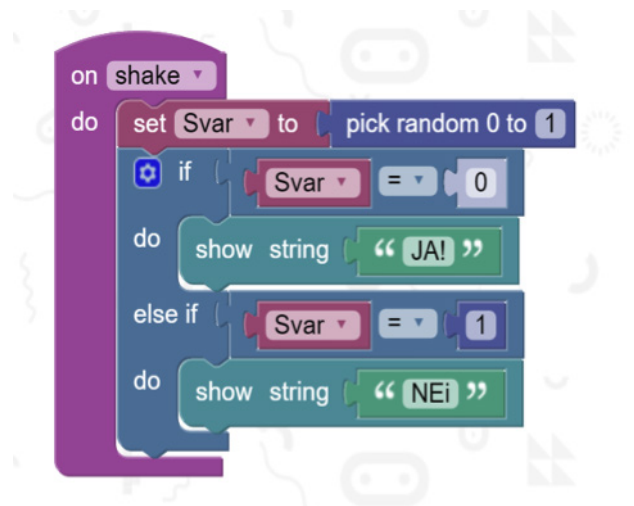 on shake
do set Svar to pick random 0 to 1
if Svar = 0
do show string “ JA! ”
else if Svar = 1
do show string “ NEi ”